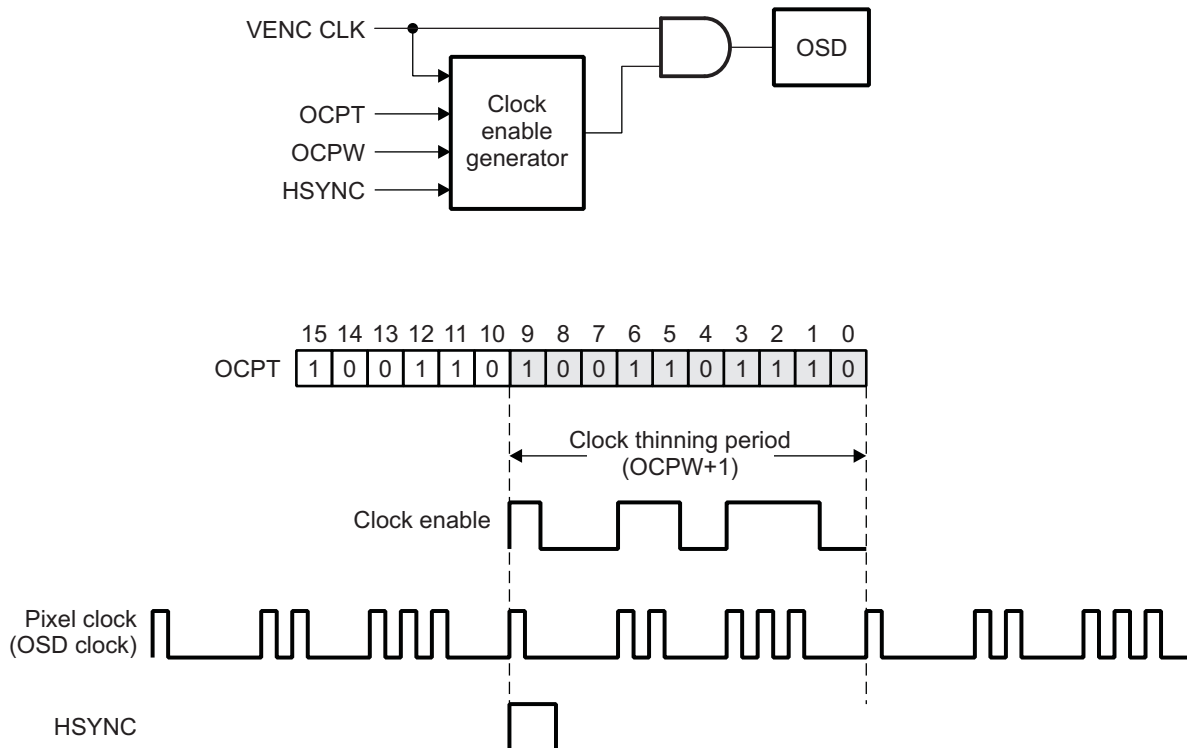 VENC CLK
OSD
Clock
enable
generator
OCPT
OCPW
HSYNC
15 14 13 12 11 10 9 8 7 6 5 4 3 2 1 0
OCPT 1 0 0 1 1 0 1 0 0 1 1 0 1 1 1 0
Clock thinning period
(OCPW+1)
Clock enable
Pixel clock
(OSD clock)
HSYNC